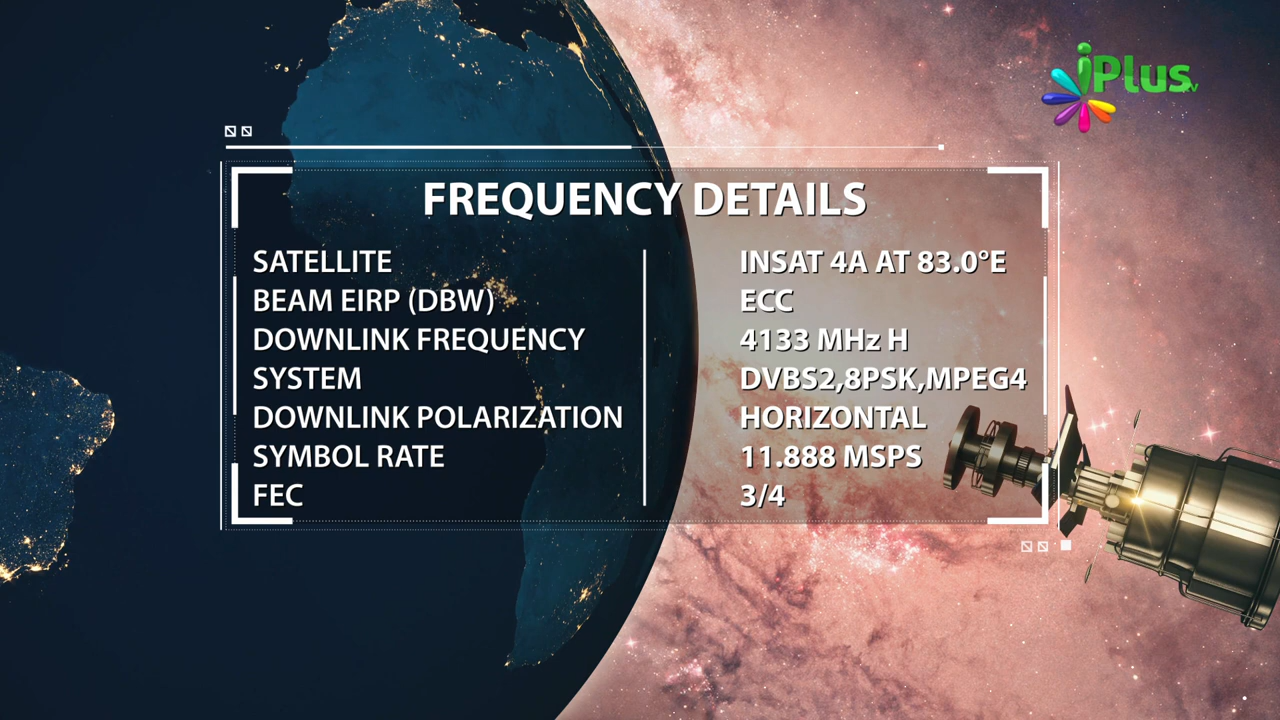 iPlus
tv
FREQUENCY DETAILS
SATELLITE INSAT 4A AT 83.0°E
BEAM EIRP (DBW) ECC
DOWNLINK FREQUENCY 4133 MHz H
SYSTEM DVBS2,8PSK,MPEG4
DOWNLINK POLARIZATION HORIZONTAL
SYMBOL RATE 11.888 MSPS
FEC 3/4